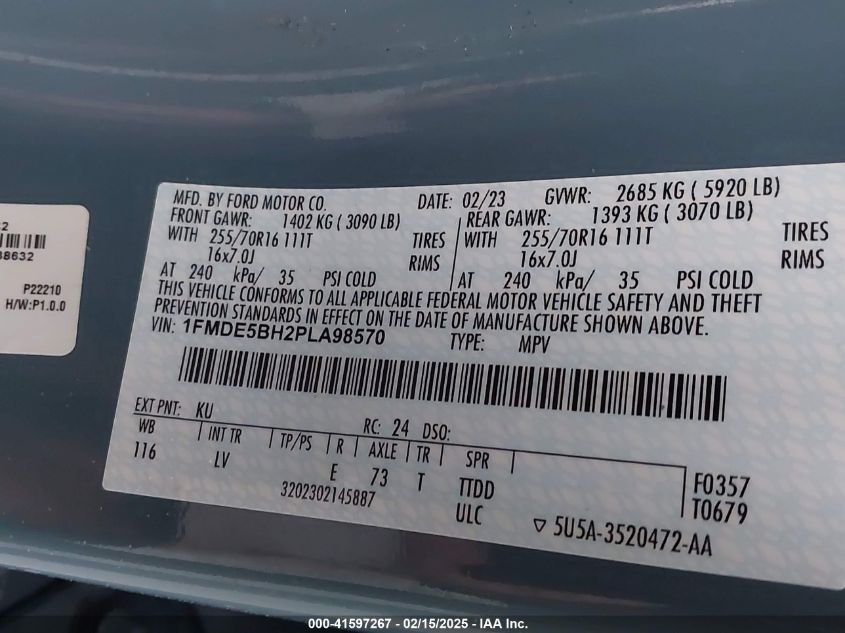 2
8632
P22210
H/W:P1.0.0
MFD. BY FORD MOTOR CO. DATE: 02/23 GVWR: 2685 KG ( 5920 LB)
FRONT GAWR: 1402 KG ( 3090 LB) REAR GAWR: 1393 KG ( 3070 LB)
WITH 255/70R16 111T TIRES WITH 255/70R16 111T TIRES
16x7.0J RIMS 16x7.0J RIMS
AT 240 kPa/ 35 PSI COLD AT 240 kPa/ 35 PSI COLD
THIS VEHICLE CONFORMS TO ALL APPLICABLE FEDERAL MOTOR VEHICLE SAFETY AND THEFT
PREVENTION STANDARDS IN EFFECT ON THE DATE OF MANUFACTURE SHOWN ABOVE.
VIN: 1FMDE5BH2PLA98570 TYPE: MPV
EXT PNT: KU RC: 24 DSO:
WB INT TR TP/PS R AXLE TR SPR
116 LV E 73 T TTDD F0357
3202302145887 ULC T0679
5U5A-3520472-AA
000-41597267 - 02/15/2025 - IAA Inc.